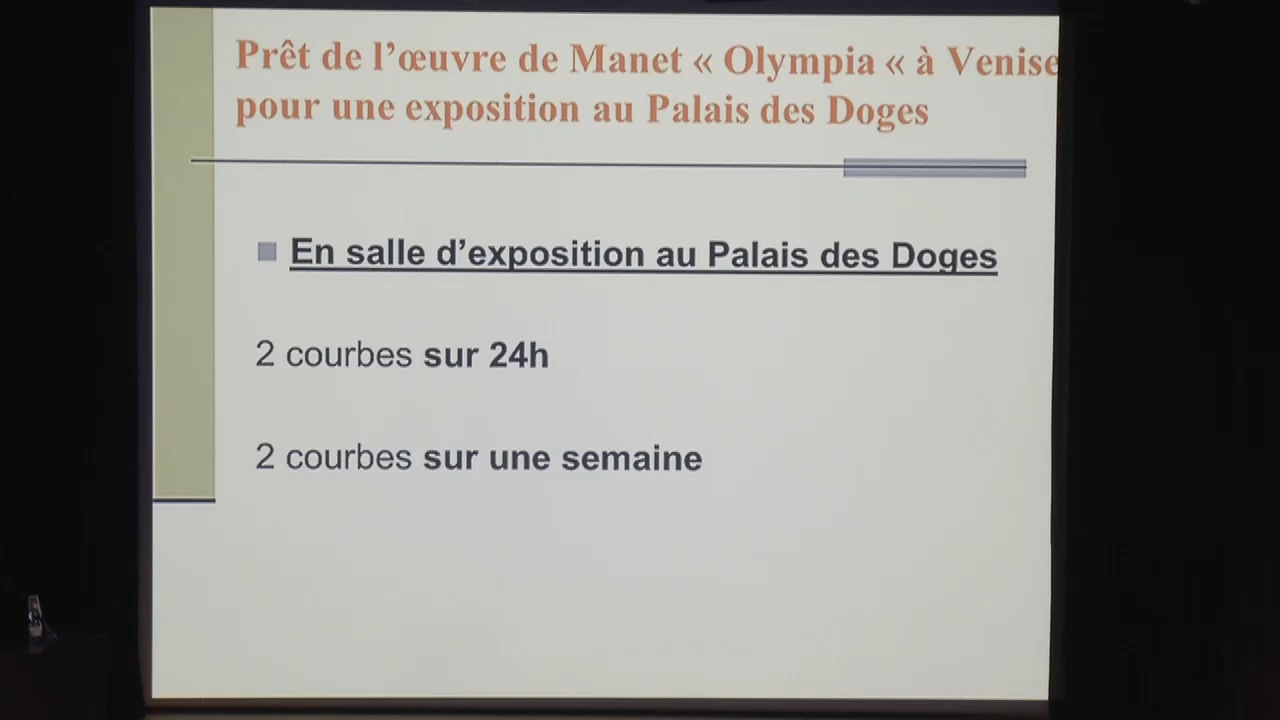 Prêt de l’œuvre de Manet « Olympia « à Venise
pour une exposition au Palais des Doges
En salle d’exposition au Palais des Doges
2 courbes sur 24h
2 courbes sur une semaine